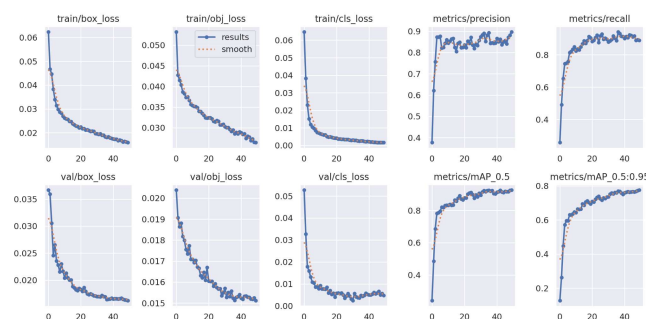 train/box_loss
train/obj_loss
train/cls_loss
metrics/precision
metrics/recall
0.06
0.05
0.04
0.03
0.02
0 20 40
0.050
0.045
0.040
0.035
0.030
0 20 40
results
smooth
0.06
0.05
0.04
0.03
0.02
0.01
0.00
0 20 40
0.9
0.8
0.7
0.6
0.5
0.4
0 20 40
0.8
0.6
0.4
0 20 40
val/box_loss
val/obj_loss
val/cls_loss
metrics/mAP_0.5
metrics/mAP_0.5:0.95
0.035
0.030
0.025
0.020
0 20 40
0.020
0.019
0.018
0.017
0.016
0.015
0 20 40
0.05
0.04
0.03
0.02
0.01
0.00
0 20 40
0.8
0.6
0.4
0 20 40
0.8
0.6
0.4
0.2
0 20 40